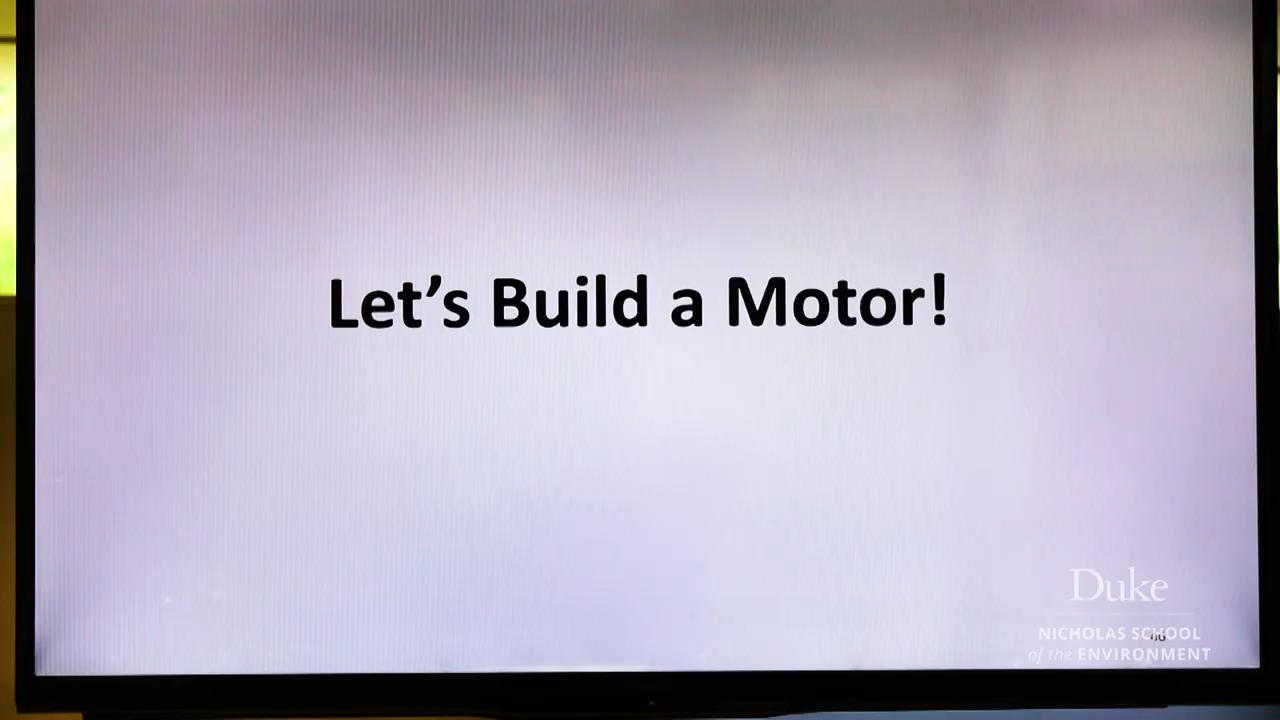 Let's Build a Motor!
Duke
NICHOLAS SCHOOL
of the ENVIRONMENT